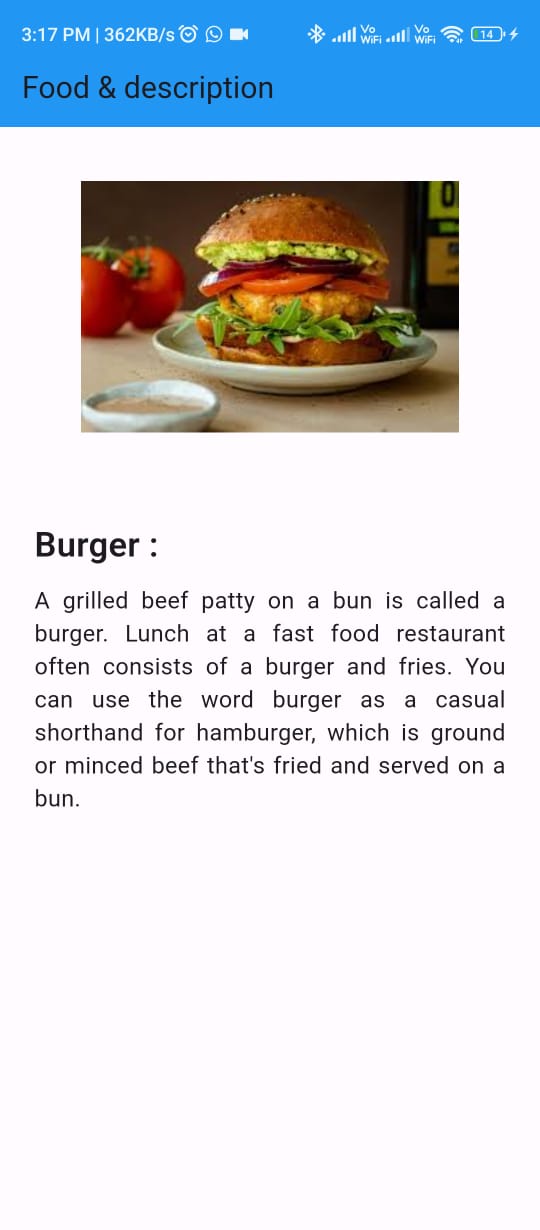 3:17 PM | 362KB/s Vo WiFi Vo WiFi 14
Food & description
Burger :
A grilled beef patty on a bun is called a
burger. Lunch at a fast food restaurant
often consists of a burger and fries. You
can use the word burger as a casual
shorthand for hamburger, which is ground
or minced beef that's fried and served on a
bun.